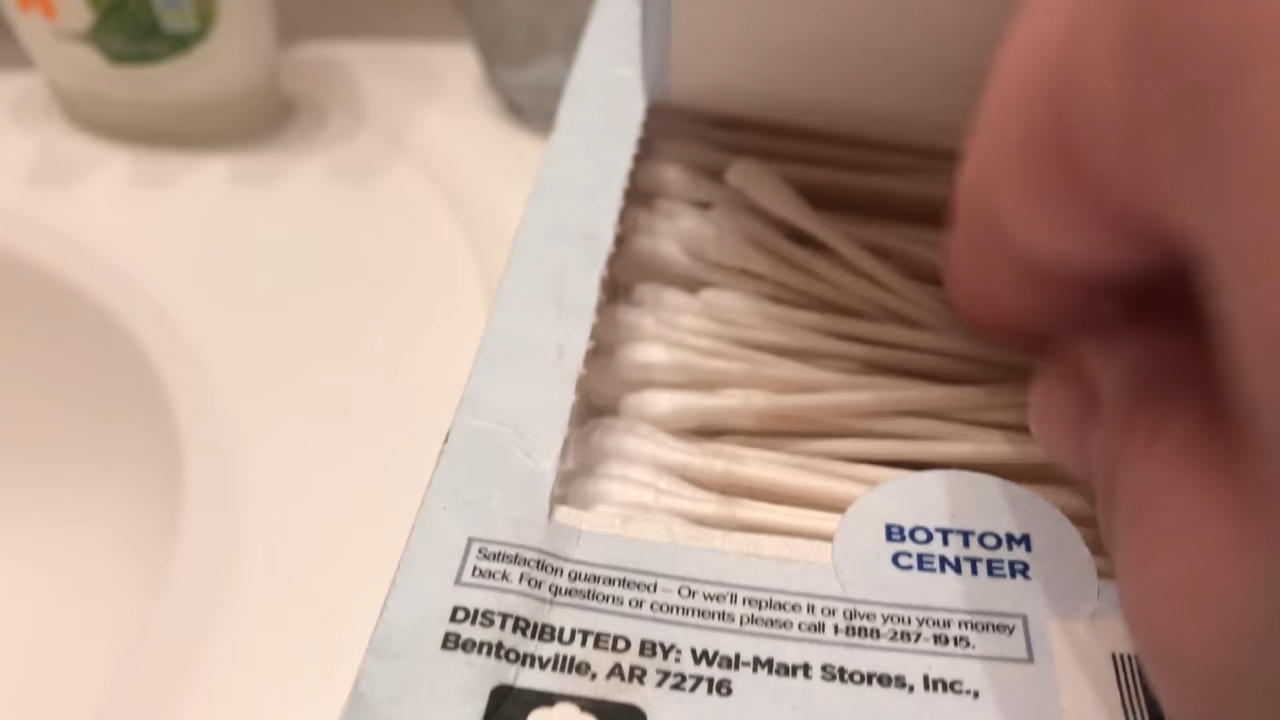 BOTTOM
CENTER
Satisfaction guaranteed – Or we'll replace it or give you your money
back. For questions or comments please call 1-888-287-1915.
DISTRIBUTED BY: Wal-Mart Stores, Inc.,
Bentonville, AR 72716